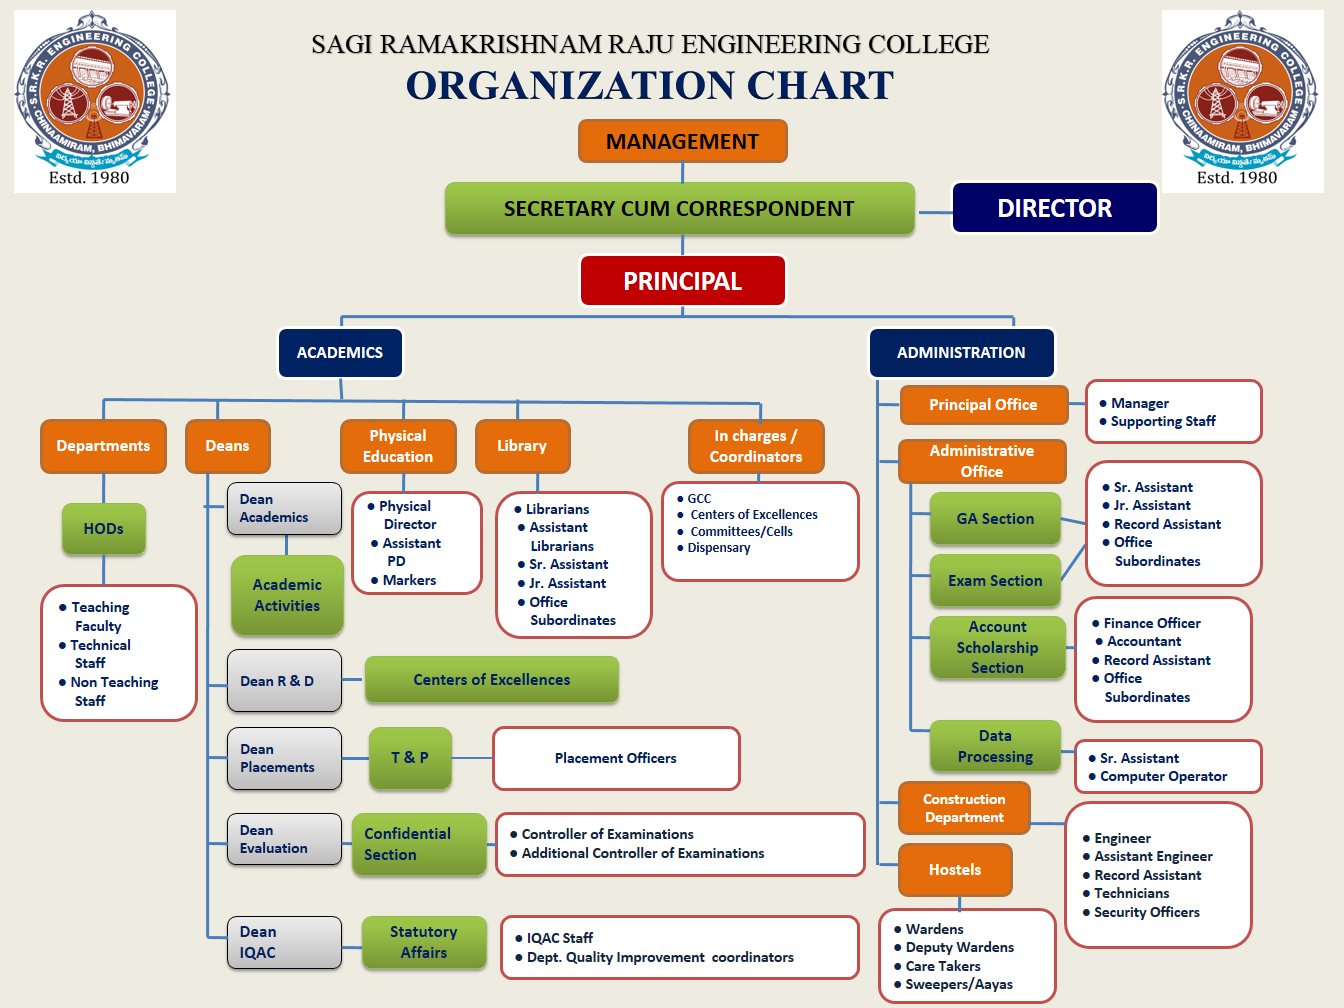 SAGI RAMAKRISHNAM RAJU ENGINEERING COLLEGE
ORGANIZATION CHART
S.R.K.R. ENGINEERING COLLEGE
CHINAAMIRAM, BHIMAVARAM
Estd. 1980
S.R.K.R. ENGINEERING COLLEGE
CHINAAMIRAM, BHIMAVARAM
Estd. 1980
MANAGEMENT
SECRETARY CUM CORRESPONDENT
DIRECTOR
PRINCIPAL
ACADEMICS
ADMINISTRATION
Departments
HODs
● Teaching
Faculty
● Technical
Staff
● Non Teaching
Staff
Deans
Dean
Academics
Academic
Activities
Dean R & D
Centers of Excellences
Dean
Placements
T & P
Placement Officers
Dean
Evaluation
Confidential
Section
● Controller of Examinations
● Additional Controller of Examinations
Dean
IQAC
Statutory
Affairs
● IQAC Staff
● Dept. Quality Improvement coordinators
Physical
Education
● Physical
Director
● Assistant
PD
● Markers
Library
● Librarians
● Assistant
Librarians
● Sr. Assistant
● Jr. Assistant
● Office
Subordinates
In charges /
Coordinators
● GCC
● Centers of Excellences
● Committees/Cells
● Dispensary
Principal Office
● Manager
● Supporting Staff
Administrative
Office
GA Section
Exam Section
● Sr. Assistant
● Jr. Assistant
● Record Assistant
● Office
Subordinates
Account
Scholarship
Section
● Finance Officer
● Accountant
● Record Assistant
● Office
Subordinates
Data
Processing
● Sr. Assistant
● Computer Operator
Construction
Department
● Engineer
● Assistant Engineer
● Record Assistant
● Technicians
● Security Officers
Hostels
● Wardens
● Deputy Wardens
● Care Takers
● Sweepers/Aayas